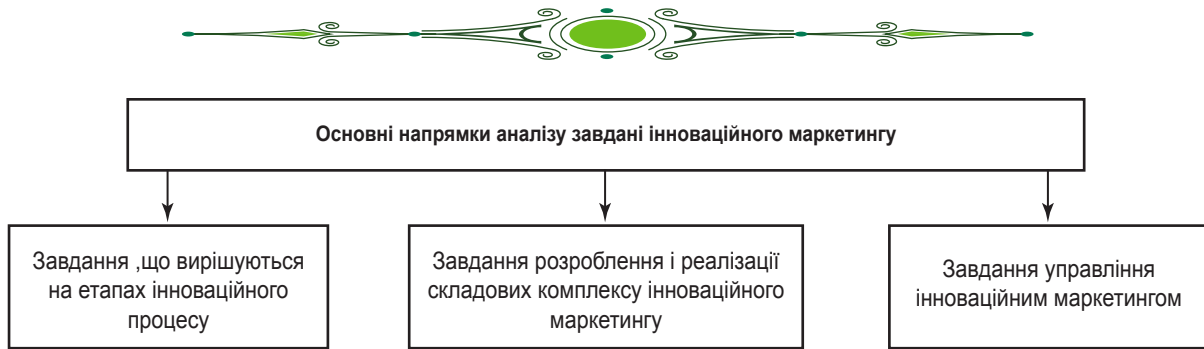 Основні напрямки аналізу завдані інноваційного маркетингу
Завдання ,що вирішуються
на етапах інноваційного
процесу
Завдання розроблення і реалізації
складових комплексу інноваційного
маркетингу
Завдання управління
інноваційним маркетингом